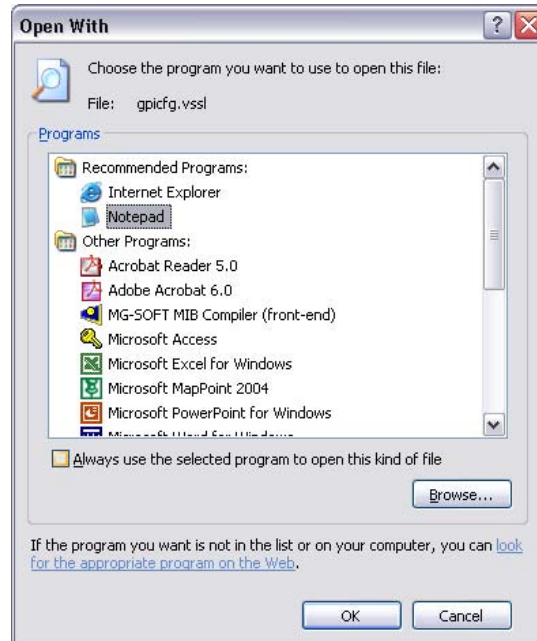 Open With
Choose the program you want to use to open this file:
File: gpicfg.vssl
Programs
Recommended Programs:
Internet Explorer
Notepad
Other Programs:
Acrobat Reader 5.0
Adobe Acrobat 6.0
MG-SOFT MIB Compiler (front-end)
Microsoft Access
Microsoft Excel for Windows
Microsoft MapPoint 2004
Microsoft PowerPoint for Windows
Microsoft Word for Windows
Always use the selected program to open this kind of file
Browse...
If the program you want is not in the list or on your computer, you can look
for the appropriate program on the Web.
OK Cancel